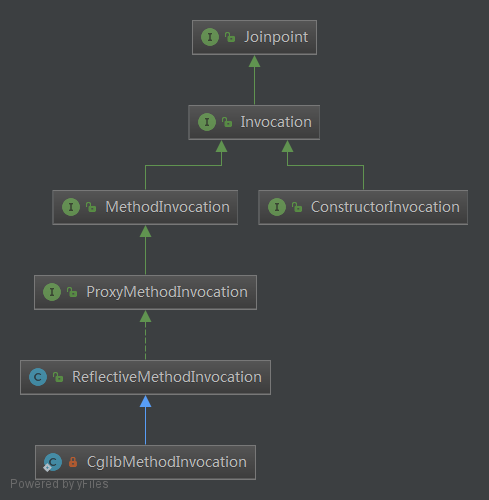 Joinpoint
Invocation
MethodInvocation
ConstructorInvocation
ProxyMethodInvocation
ReflectiveMethodInvocation
CglibMethodInvocation
Powered by yFiles